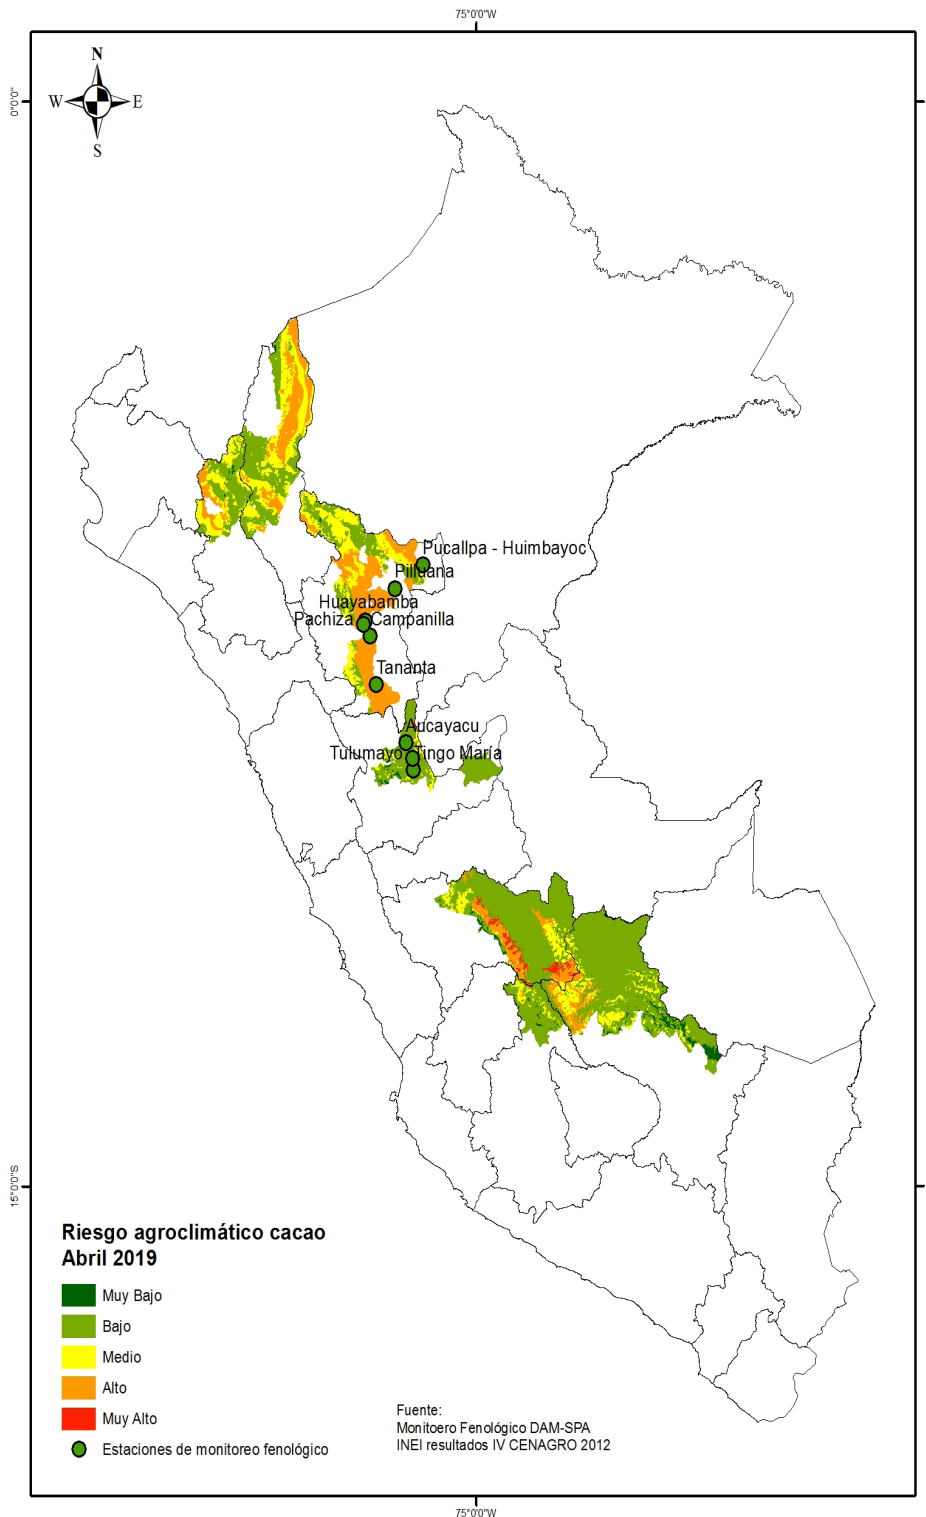 75°0'0"W
N
W
E
S
0°0'0"
Pucallpa - Huimbayoc
Pilluana
Huayabamba
Pachiza
Campanilla
Tananta
Aucayacu
Tulumayo
Tingo María
15°0'0"S
Riesgo agroclimático cacao
Abril 2019
Muy Bajo
Bajo
Medio
Alto
Muy Alto
Estaciones de monitoreo fenológico
Fuente:
Monitoero Fenológico DAM-SPA
INEI resultados IV CENAGRO 2012
75°0'0"W